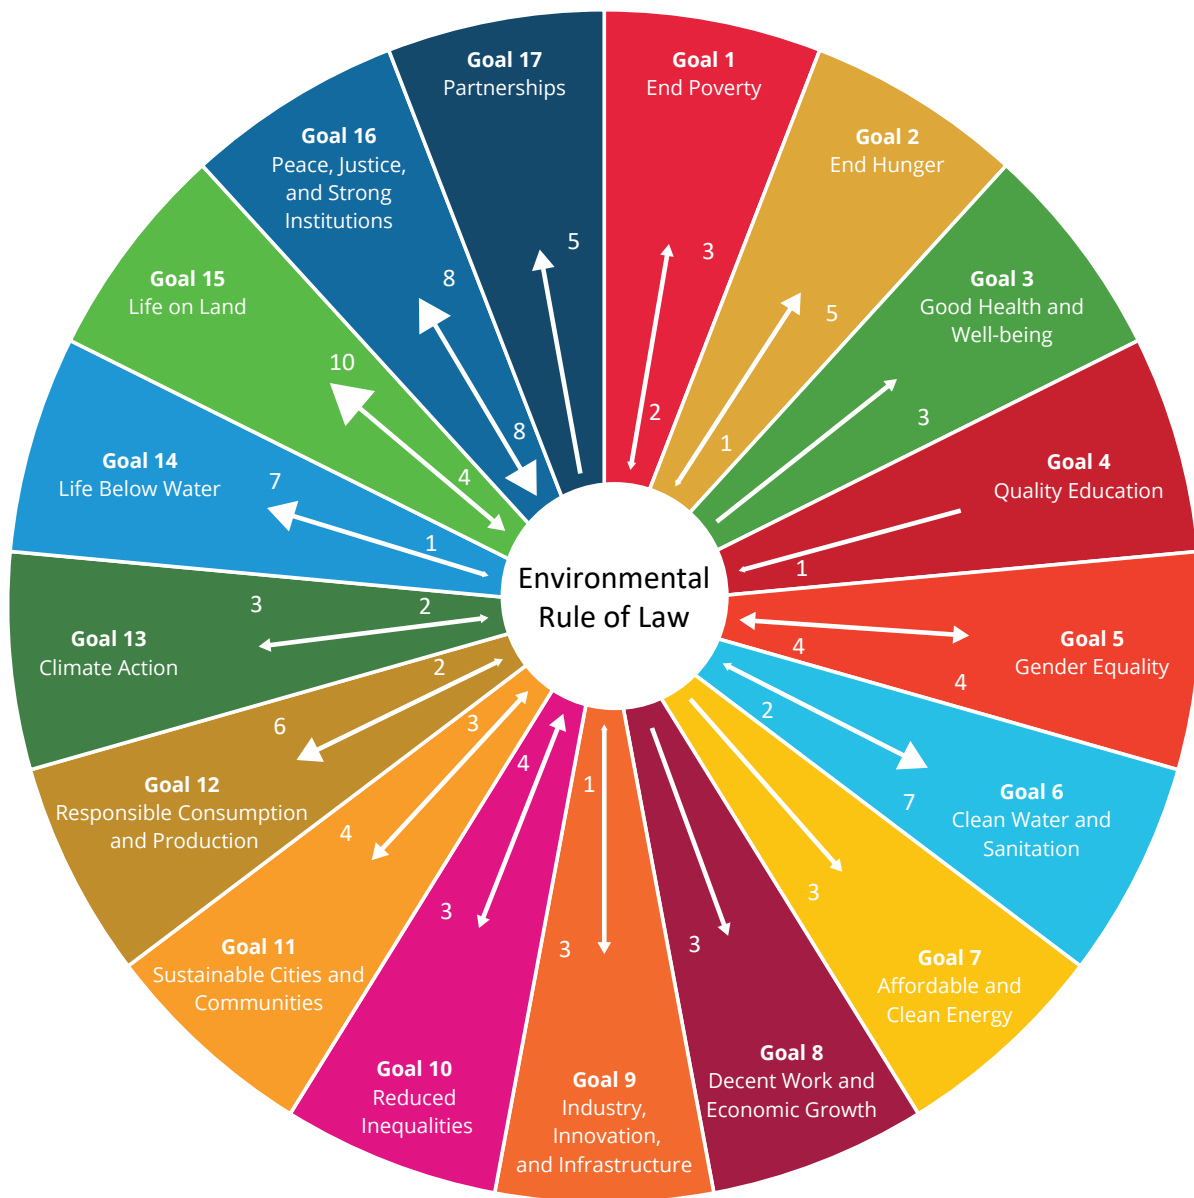 Goal 1
End Poverty
3
2
Goal 2
End Hunger
5
1
Goal 3
Good Health and
Well-being
3
Goal 4
Quality Education
1
Goal 5
Gender Equality
4
4
Goal 6
Clean Water and
Sanitation
2
7
Goal 7
Affordable and
Clean Energy
3
Goal 8
Decent Work and
Economic Growth
3
Goal 9
Industry,
Innovation,
and Infrastructure
1
3
Goal 10
Reduced
Inequalities
4
3
Goal 11
Sustainable Cities and
Communities
3
4
Goal 12
Responsible Consumption
and Production
2
6
Goal 13
Climate Action
3
2
Goal 14
Life Below Water
7
1
Goal 15
Life on Land
10
4
Goal 16
Peace, Justice,
and Strong
Institutions
8
8
Goal 17
Partnerships
5
Environmental
Rule of Law